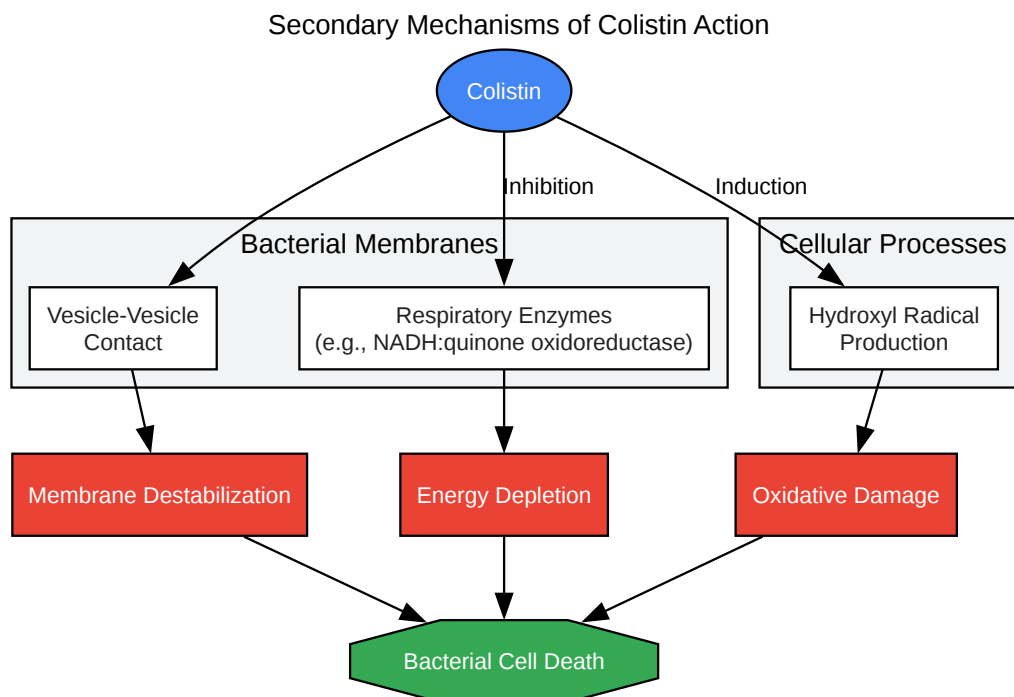 Secondary Mechanisms of Colistin Action
Colistin
Inhibition
Induction
Bacterial Membranes
Cellular Processes
Vesicle-Vesicle
Contact
Respiratory Enzymes
(e.g., NADH:quinone oxidoreductase)
Hydroxyl Radical
Production
Membrane Destabilization
Energy Depletion
Oxidative Damage
Bacterial Cell Death